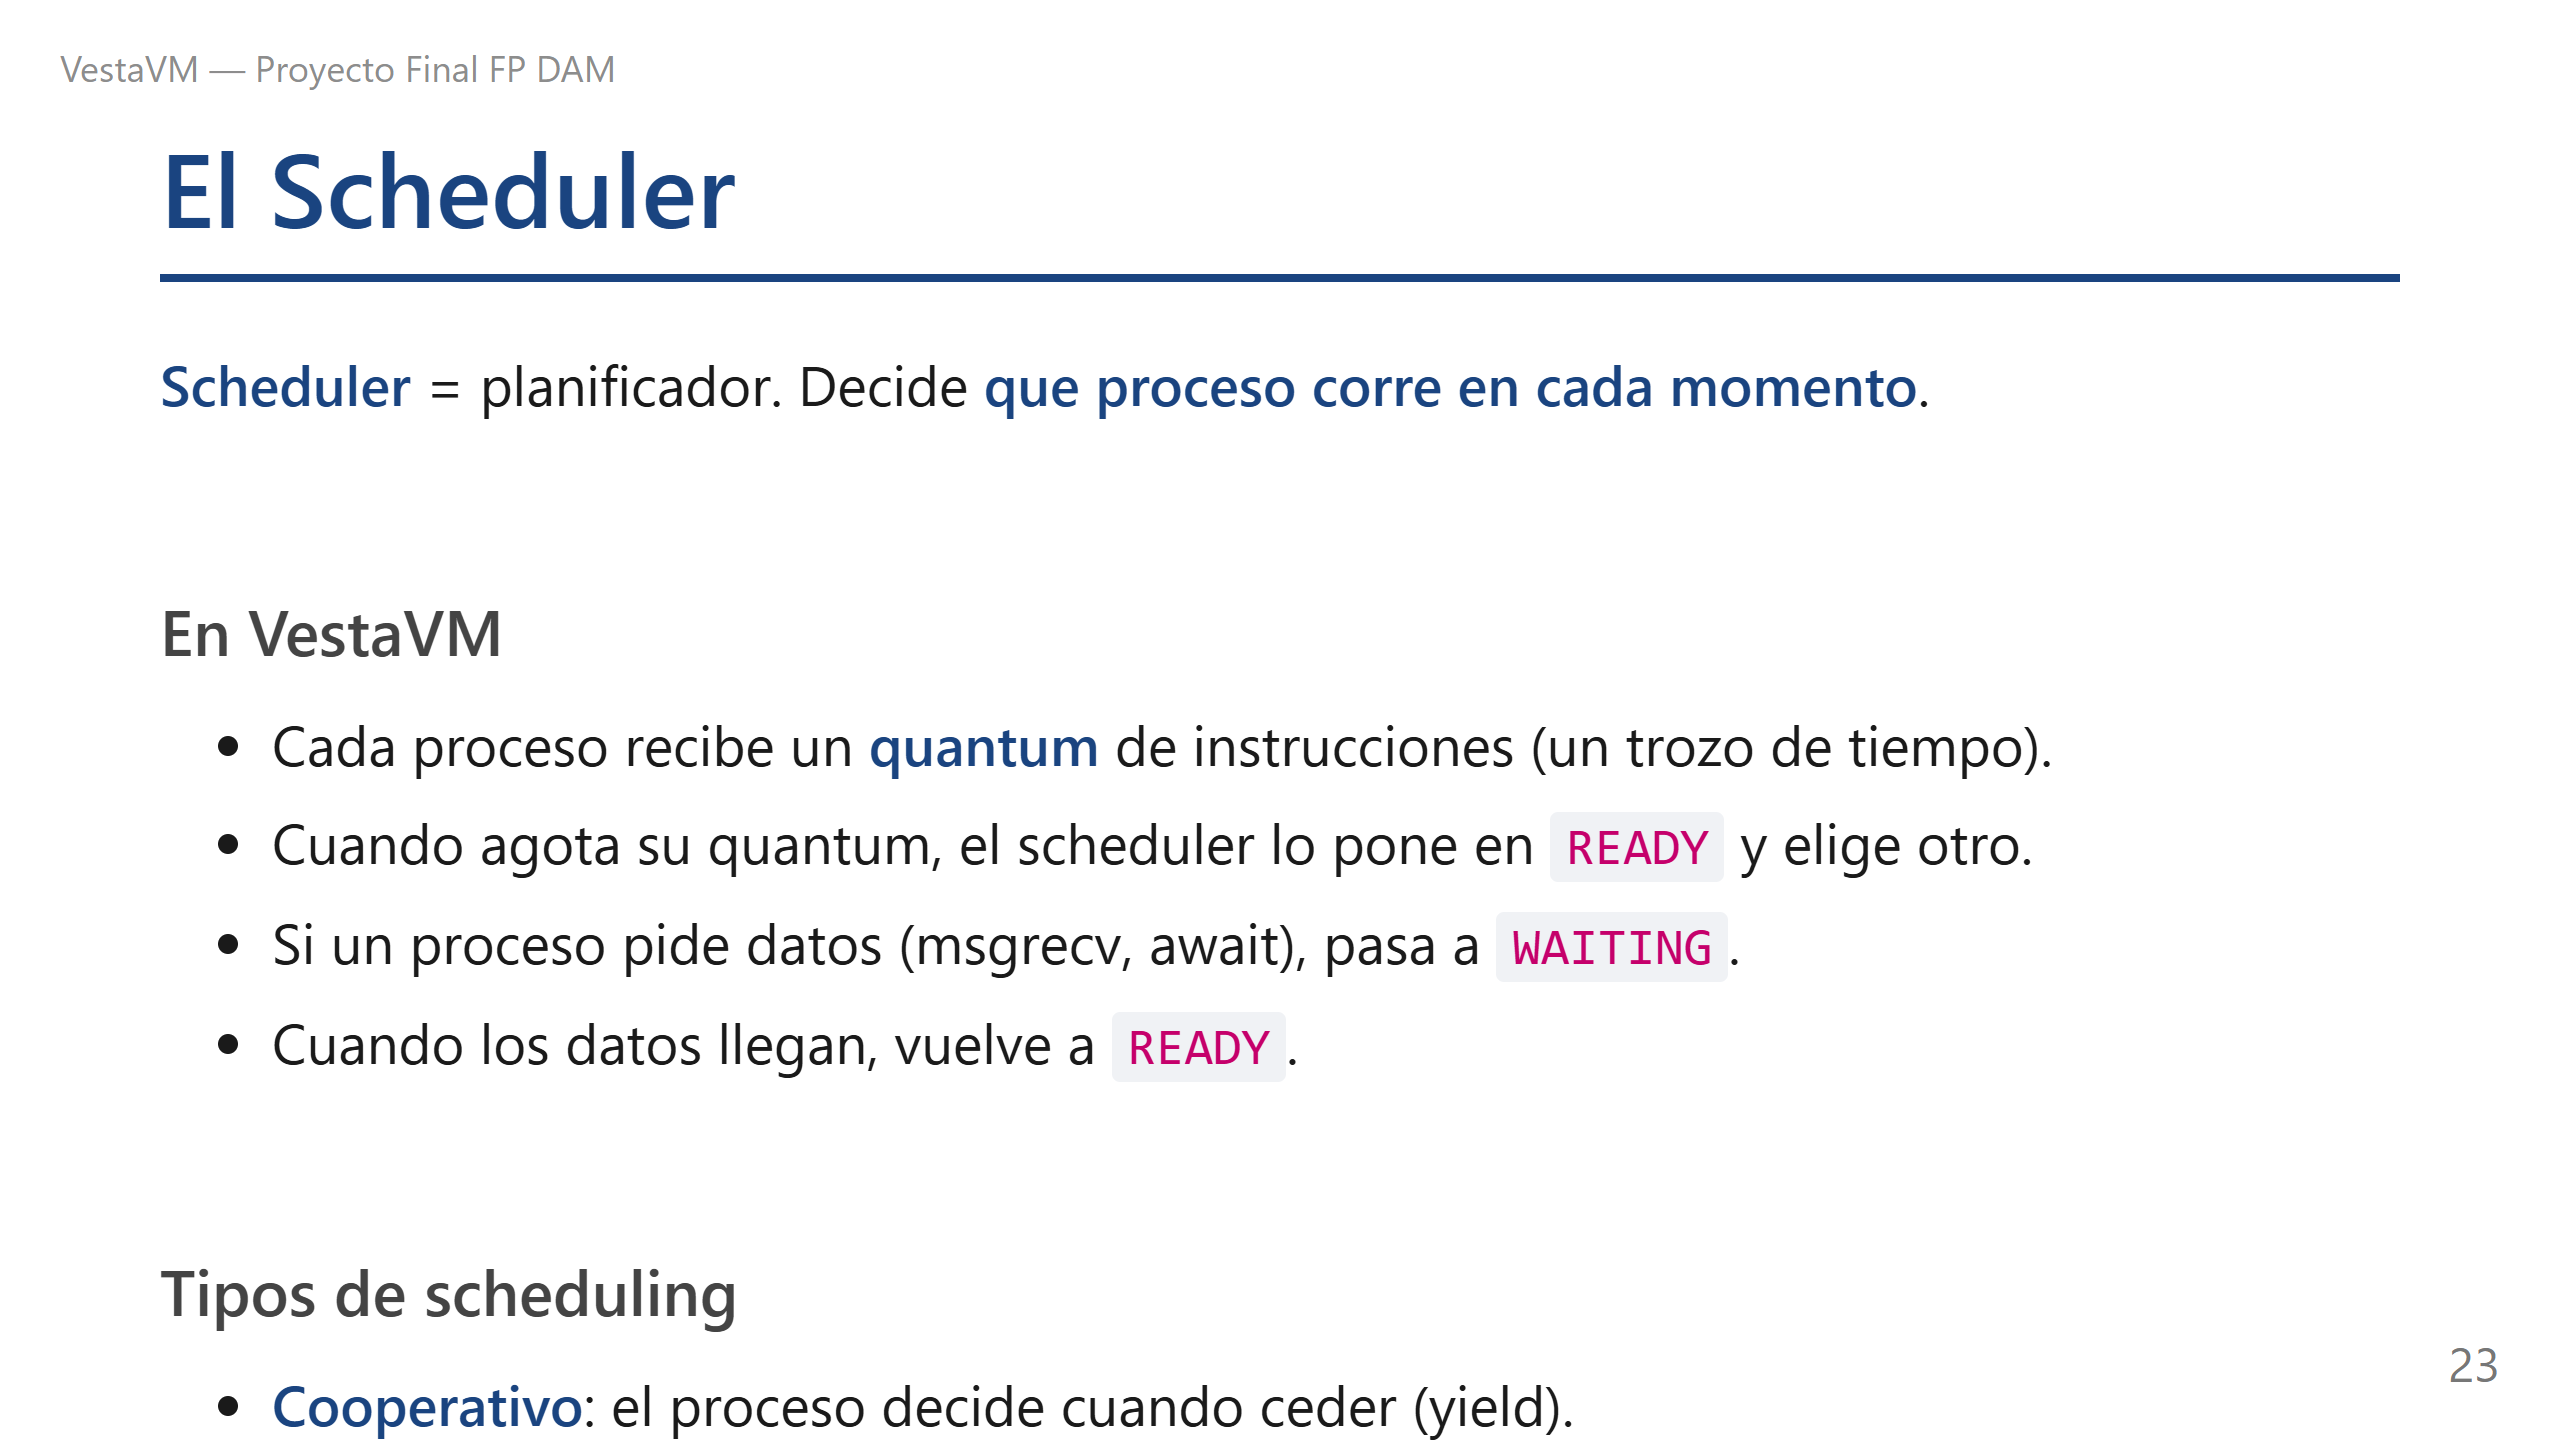 VestaVM — Proyecto Final FP DAM
El Scheduler
Scheduler = planificador. Decide que proceso corre en cada momento.
En VestaVM
• Cada proceso recibe un quantum de instrucciones (un trozo de tiempo).
• Cuando agota su quantum, el scheduler lo pone en READY y elige otro.
• Si un proceso pide datos (msgrecv, await), pasa a WAITING.
• Cuando los datos llegan, vuelve a READY.
Tipos de scheduling
• Cooperativo: el proceso decide cuando ceder (yield).
23